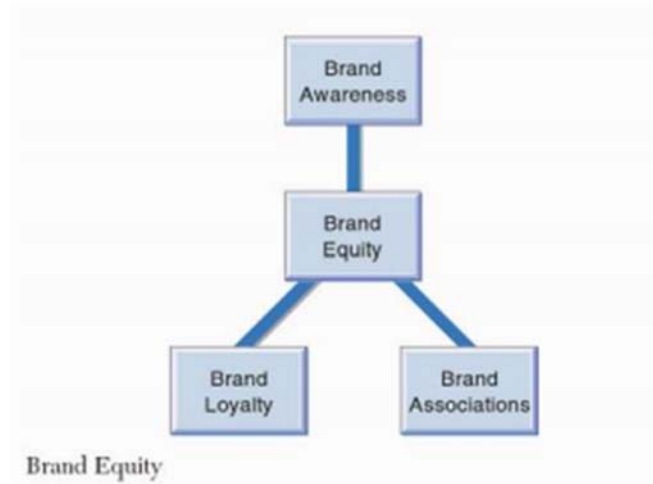 Brand
Awareness
Brand
Equity
Brand
Loyalty
Brand
Associations
Brand Equity